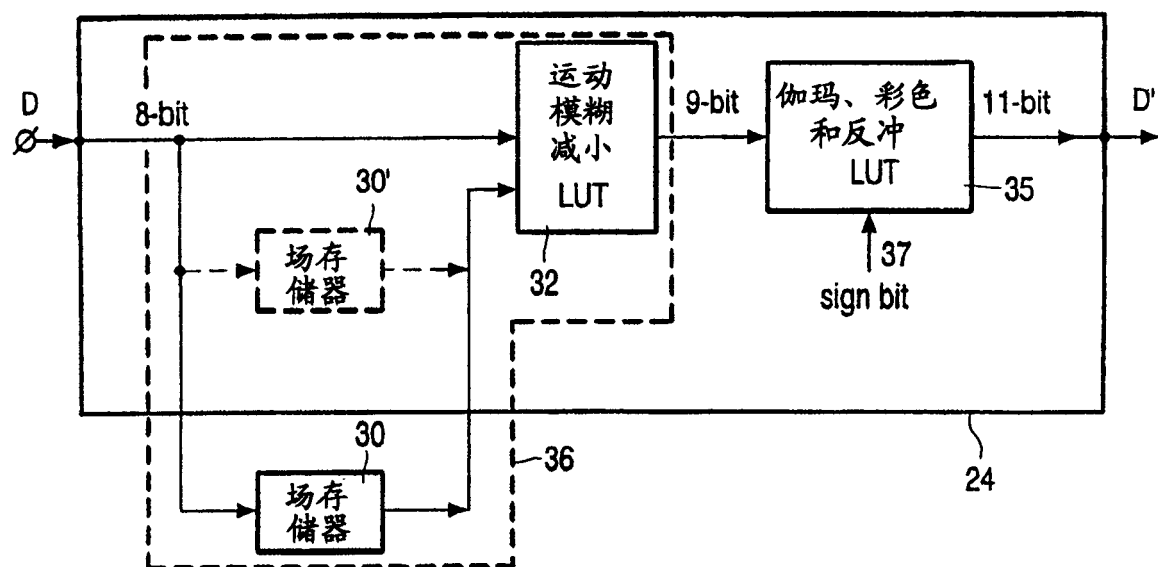 D
8-bit
运动
模糊
减小
LUT
32
9-bit
伽玛、彩色
和反冲
LUT
35
11-bit
D'
37
sign bit
30'
场存
储器
30
场存
储器
36
24